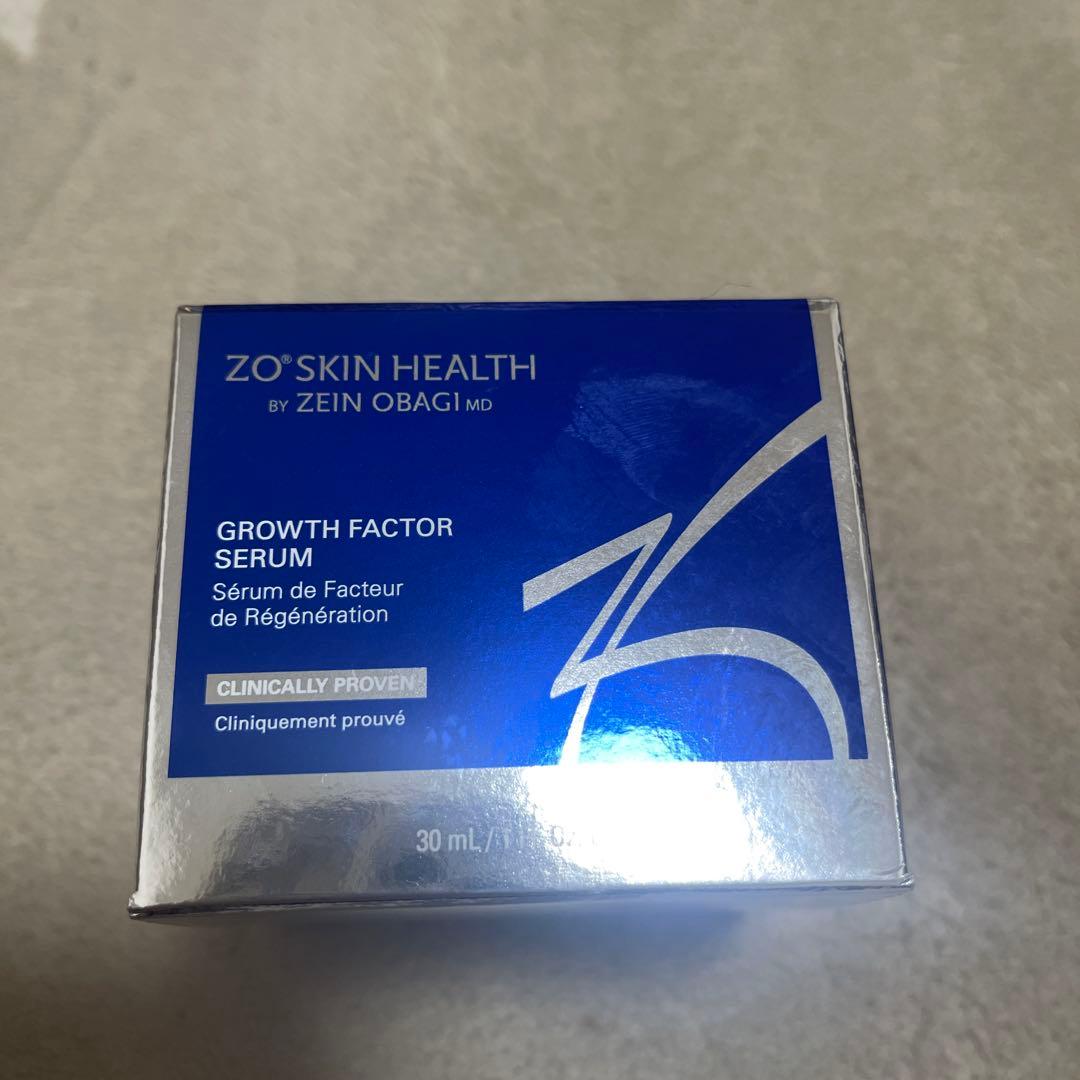 ZO® SKIN HEALTH
BY ZEIN OBAGI MD
GROWTH FACTOR
SERUM
Sérum de Facteur
de Régénération
CLINICALLY PROVEN
Cliniquement prouvé
30 mL /